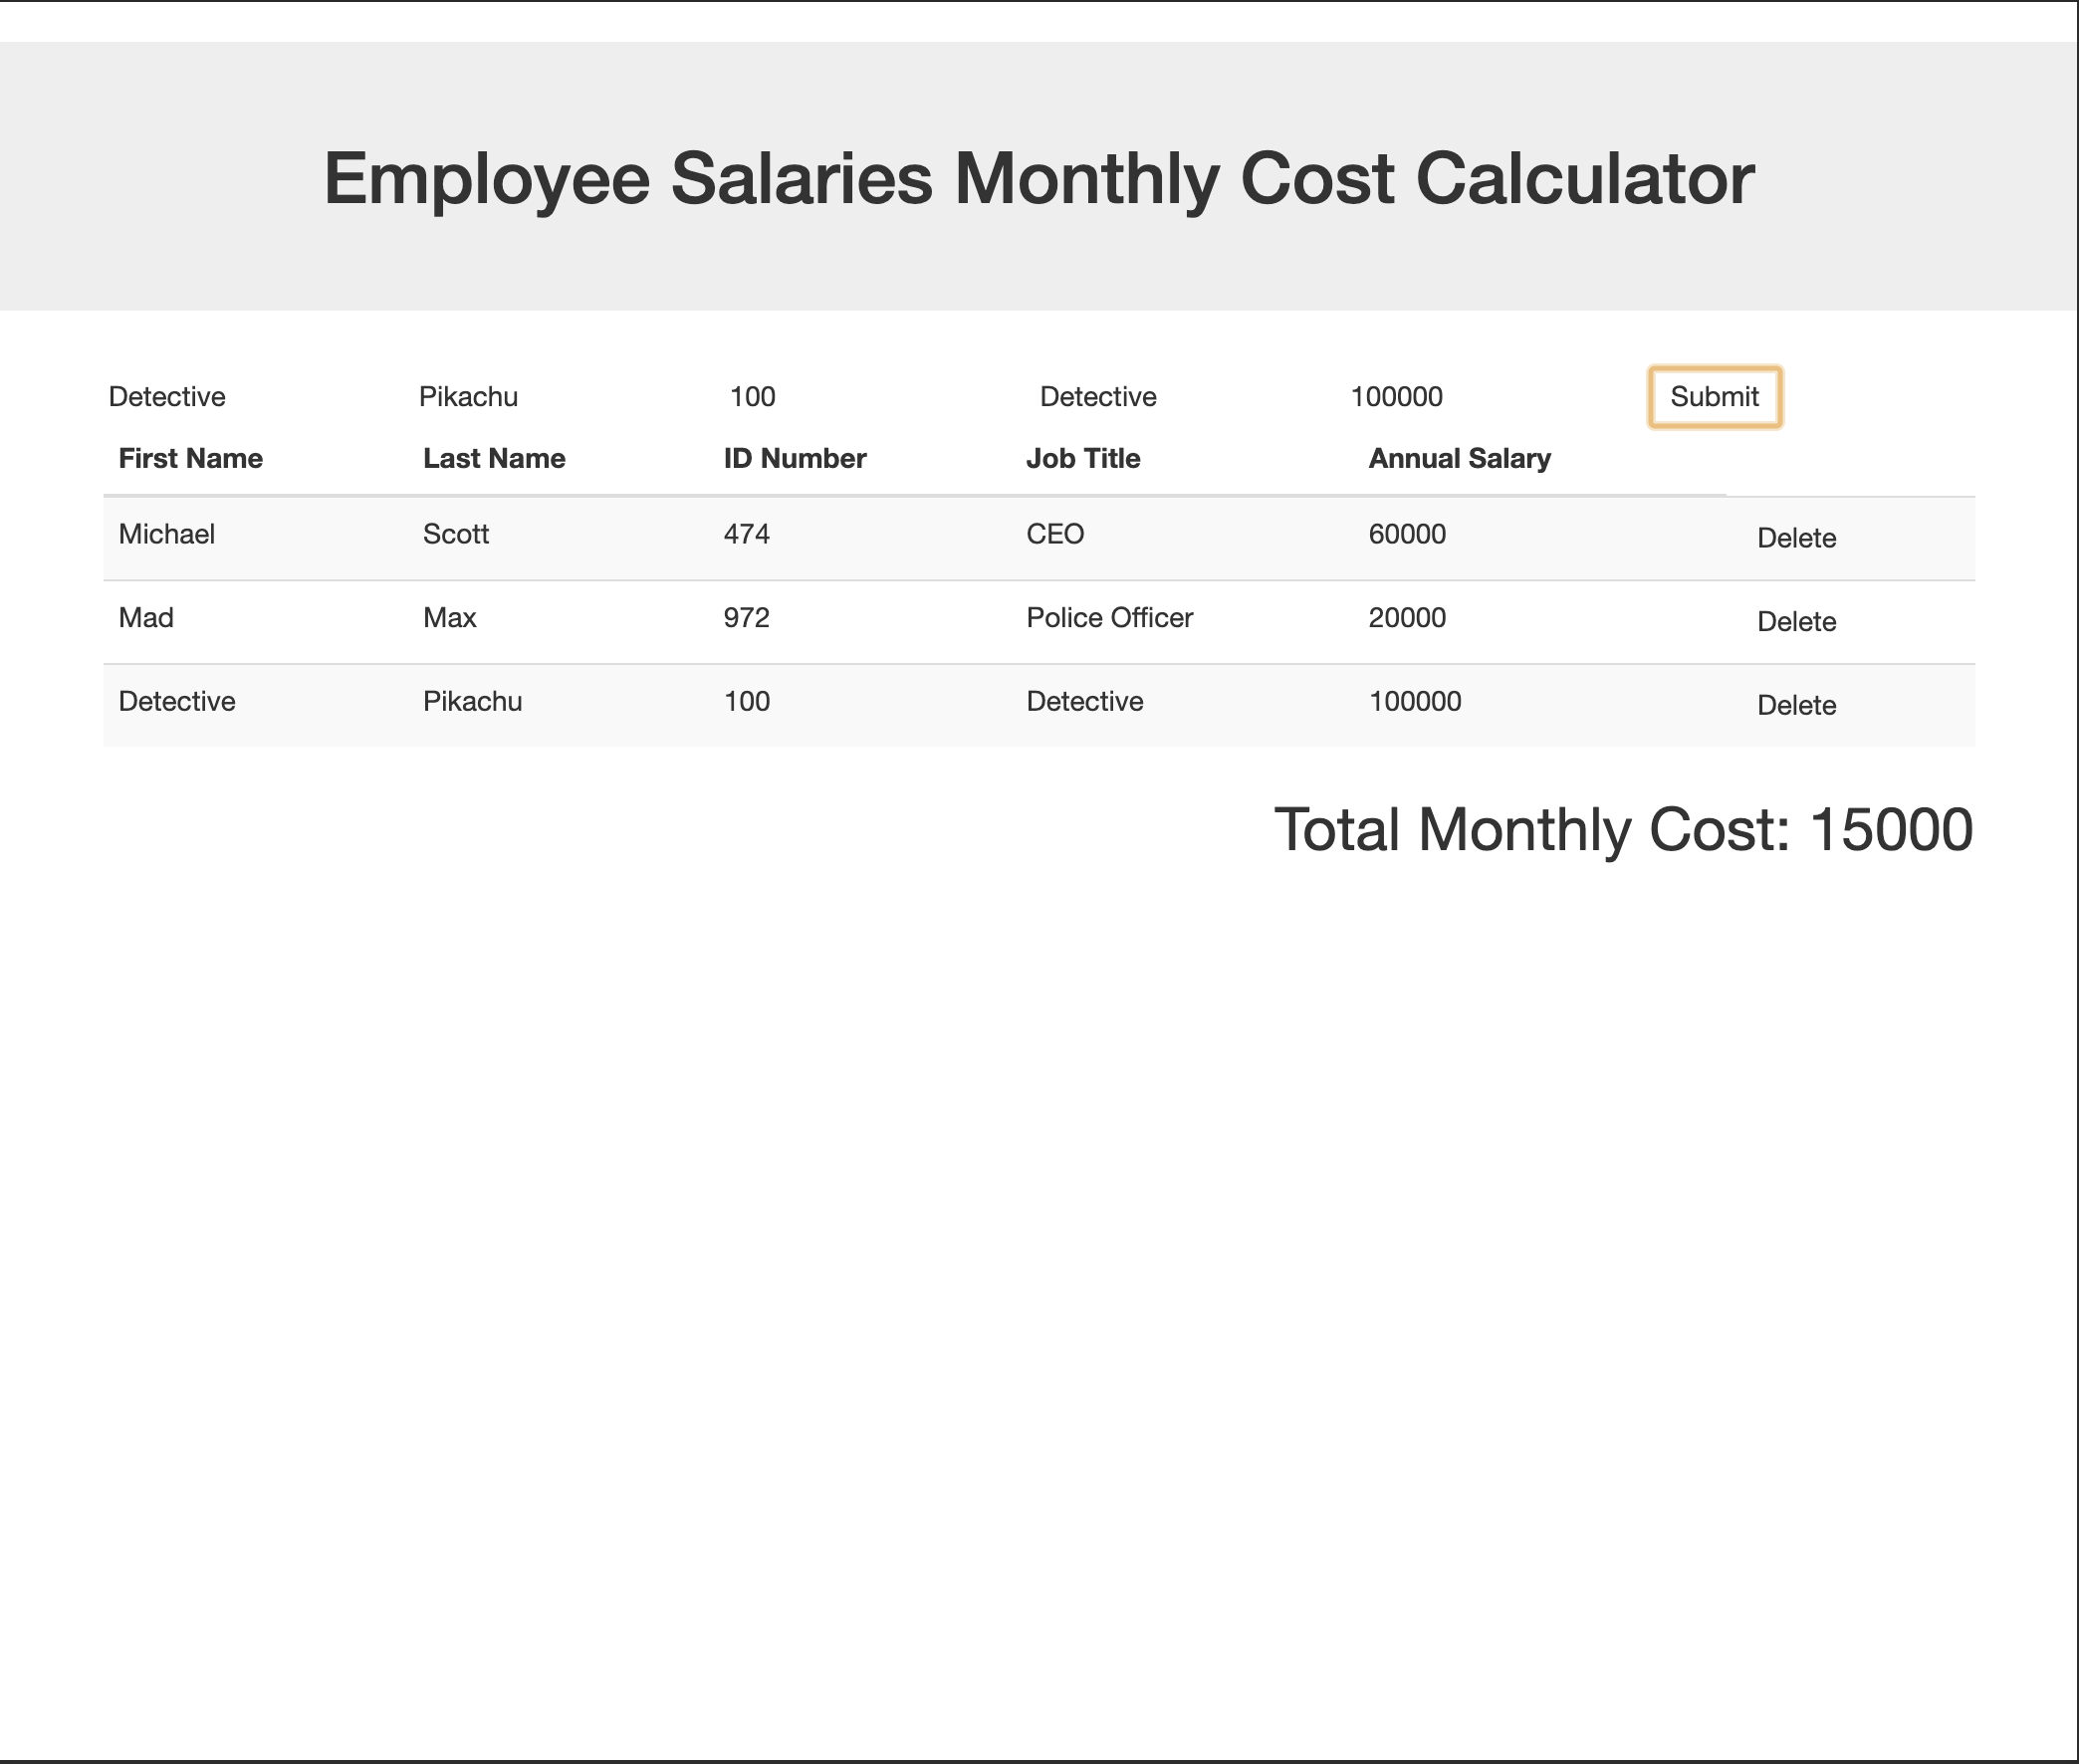 Employee Salaries Monthly Cost Calculator
Detective Pikachu 100 Detective 100000 Submit
First Name Last Name ID Number Job Title Annual Salary
Michael Scott 474 CEO 60000 Delete
Mad Max 972 Police Officer 20000 Delete
Detective Pikachu 100 Detective 100000 Delete
Total Monthly Cost: 15000